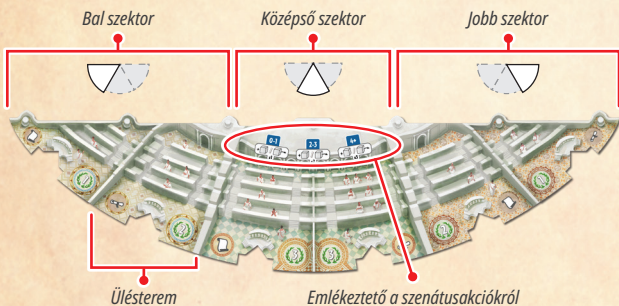 Bal szektor
Középső szektor
Jobb szektor
0-1
2-3
4+
Ülésterem
Emlékeztető a szenátusakciókról